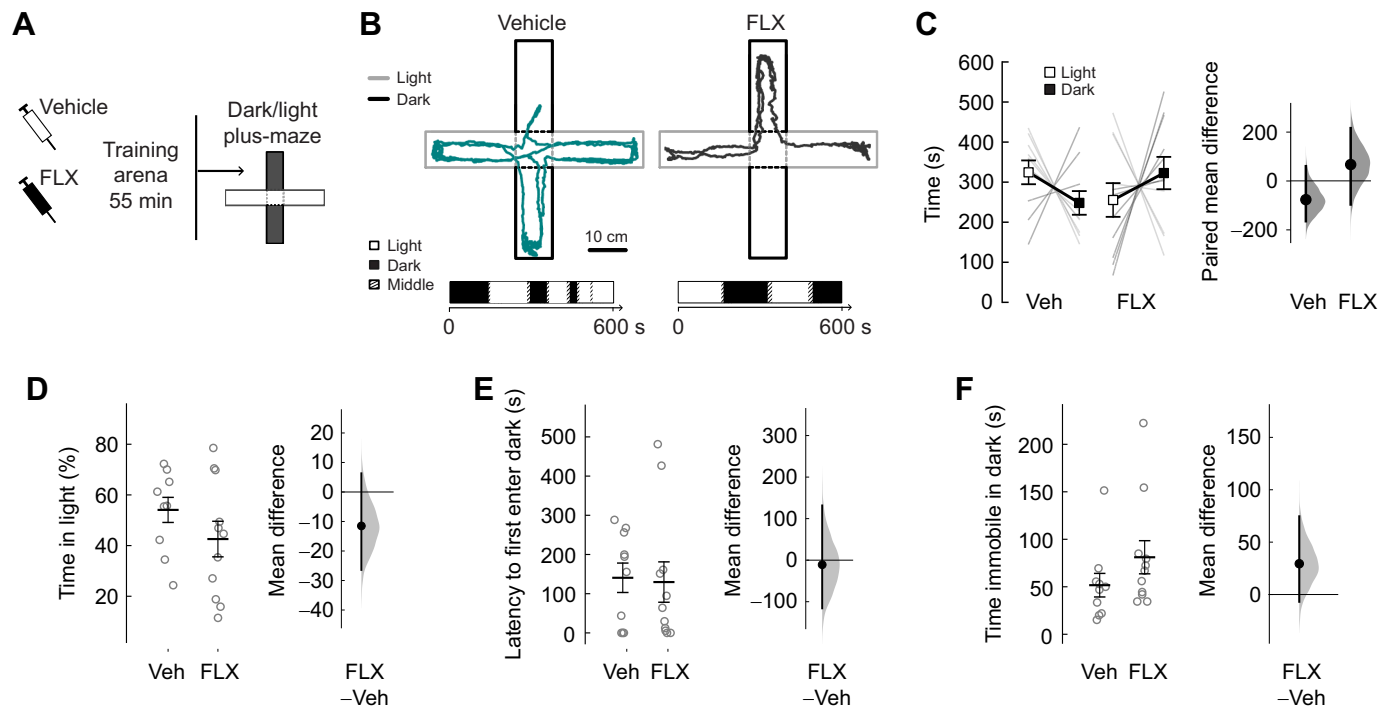 A
Vehicle
FLX
Training
arena
55 min
Dark/light
plus-maze
B
Vehicle
FLX
Light
Dark
10 cm
Light
Dark
Middle
0
600 s
0
600 s
C
Time (s)
600
500
400
300
200
100
0
Light
Dark
Veh
FLX
Paired mean difference
200
0
−200
Veh
FLX
D
Time in light (%)
80
60
40
20
Veh
FLX
Mean difference
20
10
0
−10
−20
−30
−40
FLX
−Veh
E
Latency to first enter dark (s)
500
400
300
200
100
0
Veh
FLX
Mean difference
300
200
100
0
−100
FLX
−Veh
F
Time immobile in dark (s)
200
150
100
50
0
Veh
FLX
Mean difference
150
100
50
0
FLX
−Veh